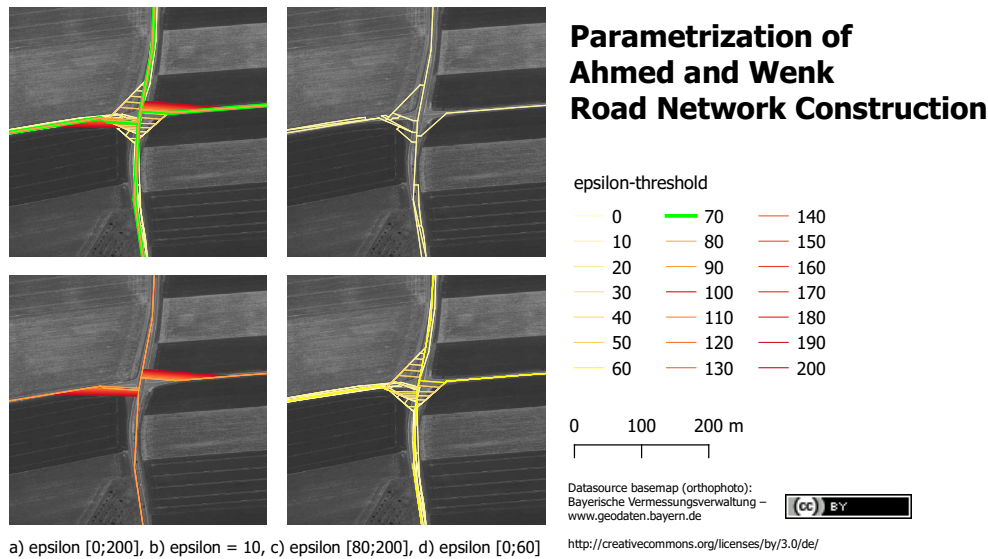 Parametrization of
Ahmed and Wenk
Road Network Construction
epsilon-threshold
0 70 140
10 80 150
20 90 160
30 100 170
40 110 180
50 120 190
60 130 200
0 100 200 m
Datasource basemap (orthophoto):
Bayerische Vermessungsverwaltung –
www.geodaten.bayern.de
cc BY
http://creativecommons.org/licenses/by/3.0/de/
a) epsilon [0;200], b) epsilon = 10, c) epsilon [80;200], d) epsilon [0;60]